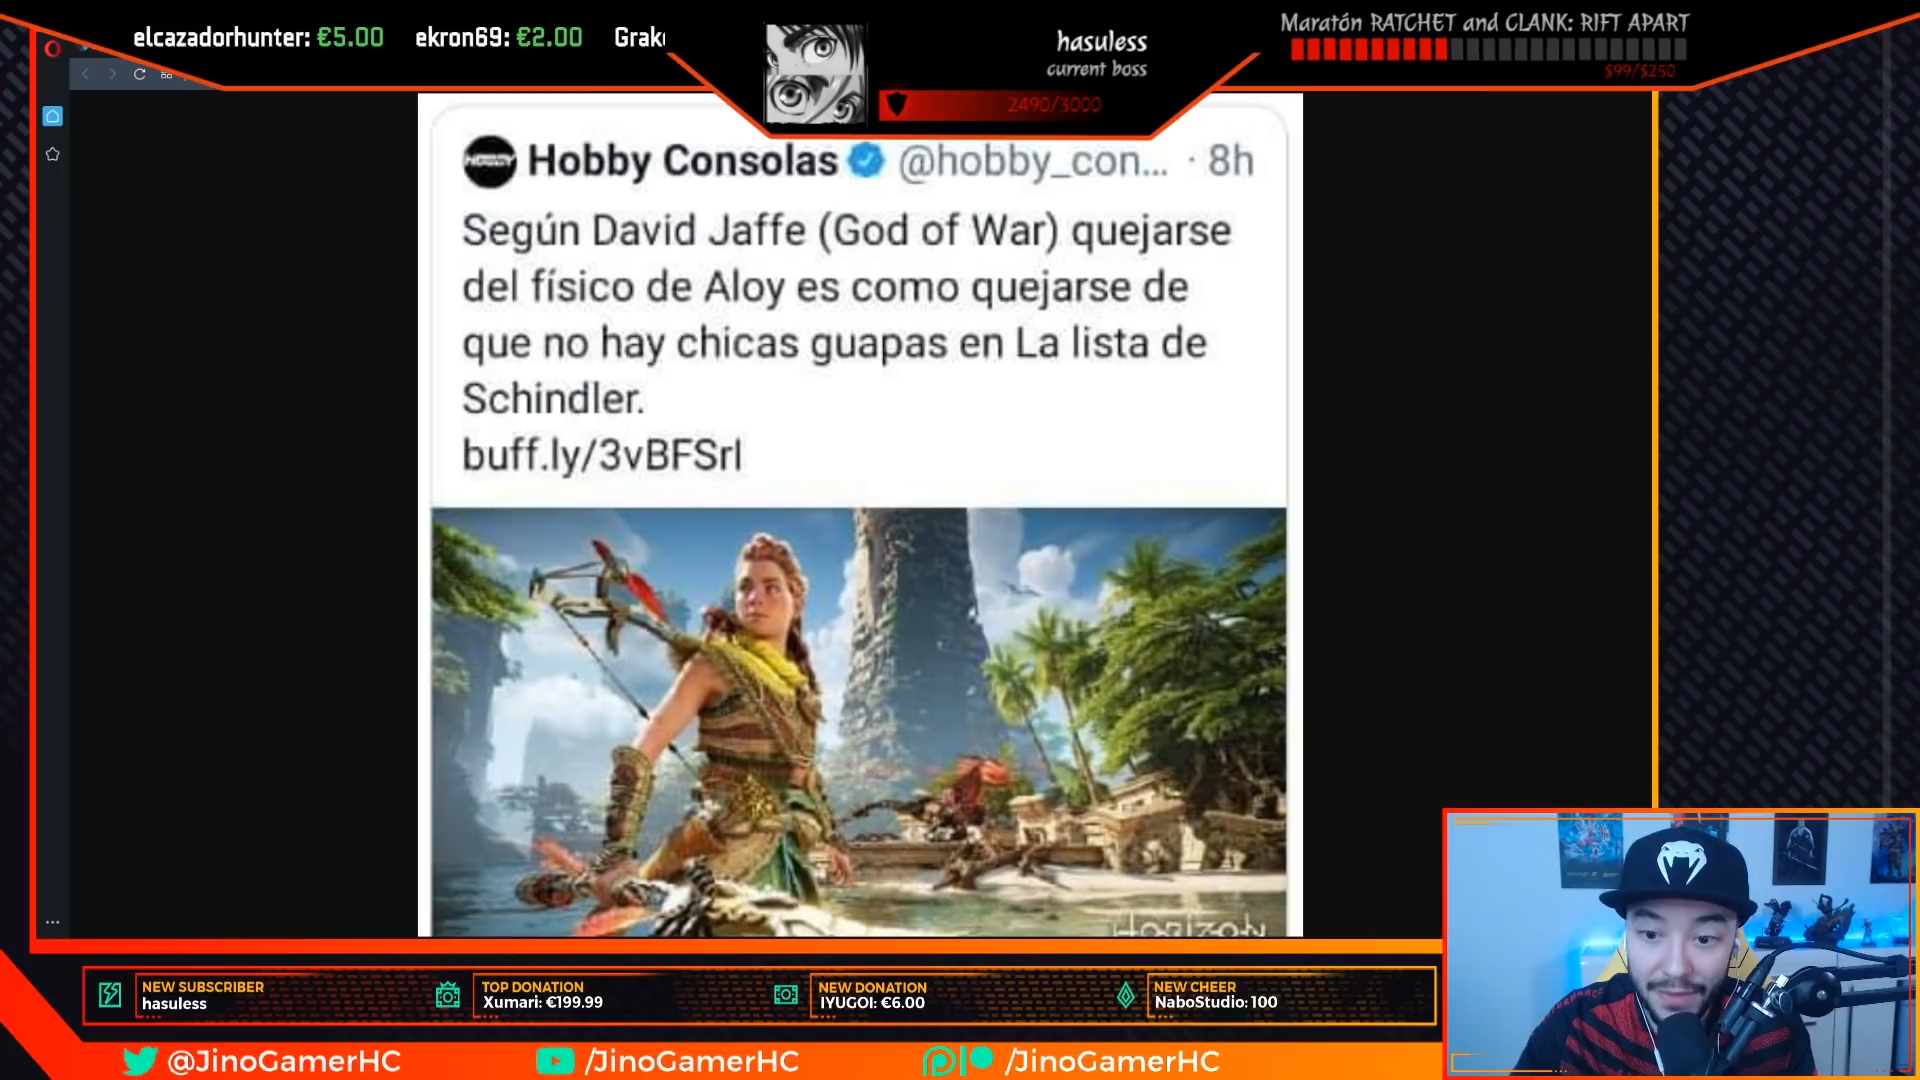 elcazadorhunter: €5.00 ekron69: €2.00
hasuless
current boss
2490/3000
Maratón RATCHET and CLANK: RIFT APART
$99/$250
HOBBY
Hobby Consolas @hobby_con... · 8h
Según David Jaffe (God of War) quejarse
del físico de Aloy es como quejarse de
que no hay chicas guapas en La lista de
Schindler.
buff.ly/3vBFSrl
Horizon
NEW SUBSCRIBER
hasuless
TOP DONATION
Xumari: €199.99
NEW DONATION
IYUGOI: €6.00
NEW CHEER
NaboStudio: 100
@JinoGamerHC
/JinoGamerHC
/JinoGamerHC